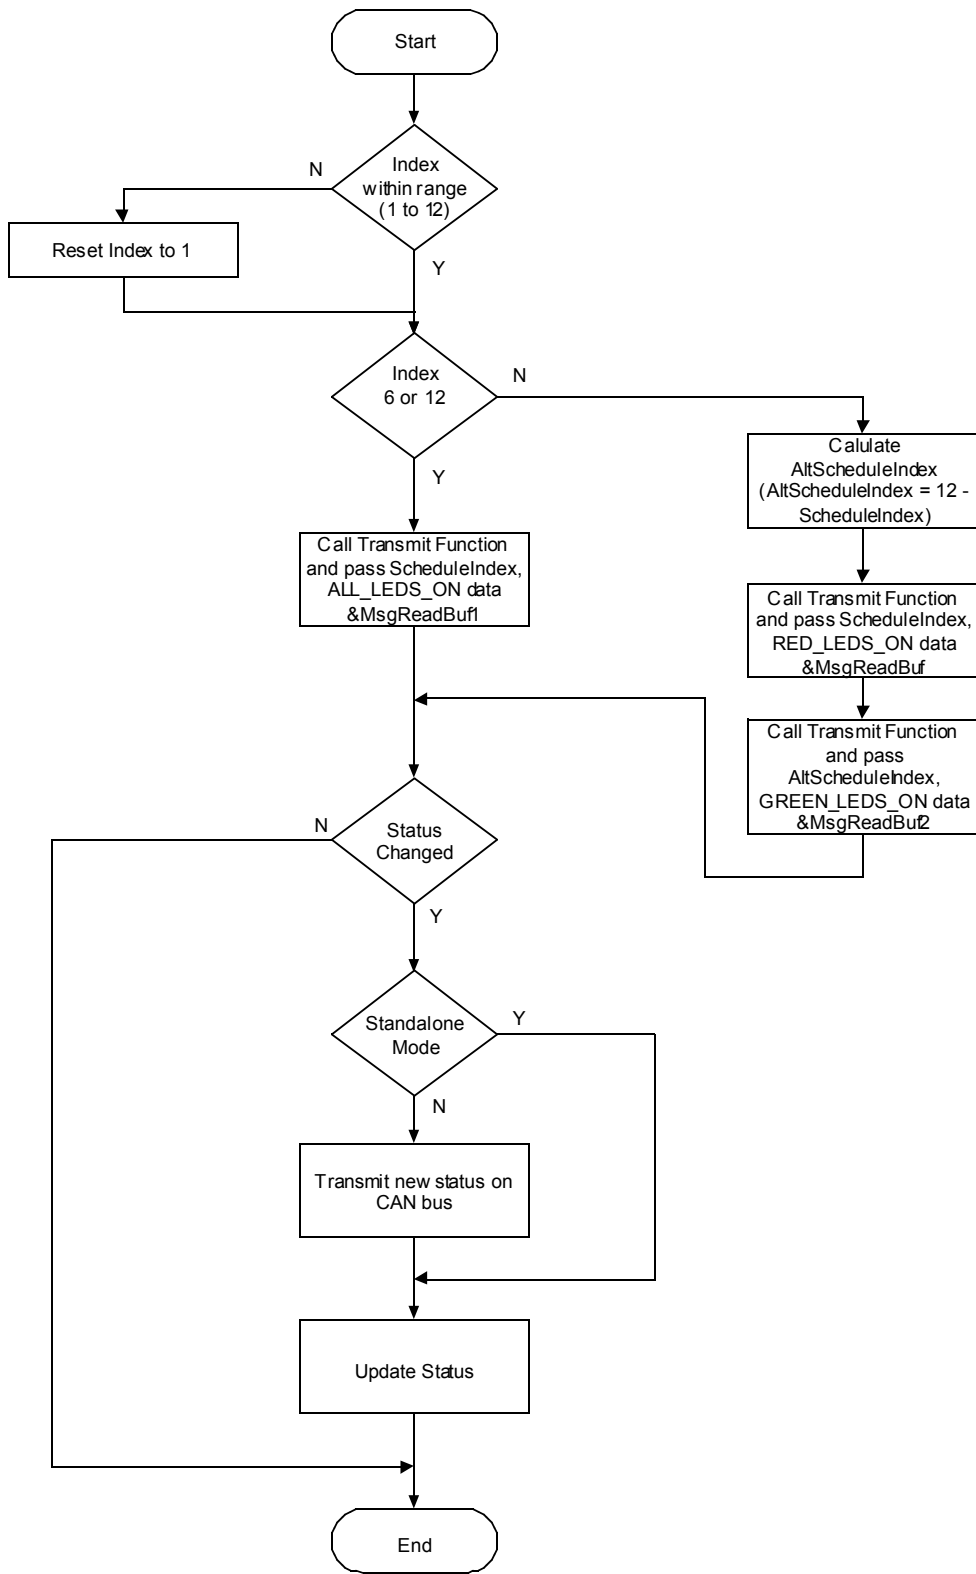 Start
Index
within range
(1 to 12)
N
Y
Reset Index to 1
Index
6 or 12
N
Y
Calulate
AltScheduleIndex
(AltScheduleIndex = 12 -
ScheduleIndex)
Call Transmit Function
and pass ScheduleIndex,
ALL_LEDS_ON data
&MsgReadBuf1
Call Transmit Function
and pass ScheduleIndex,
RED_LEDS_ON data
&MsgReadBuf
Call Transmit Function
and pass
AltScheduleIndex,
GREEN_LEDS_ON data
&MsgReadBuf2
Status
Changed
N
Y
Standalone
Mode
Y
N
Transmit new status on
CAN bus
Update Status
End